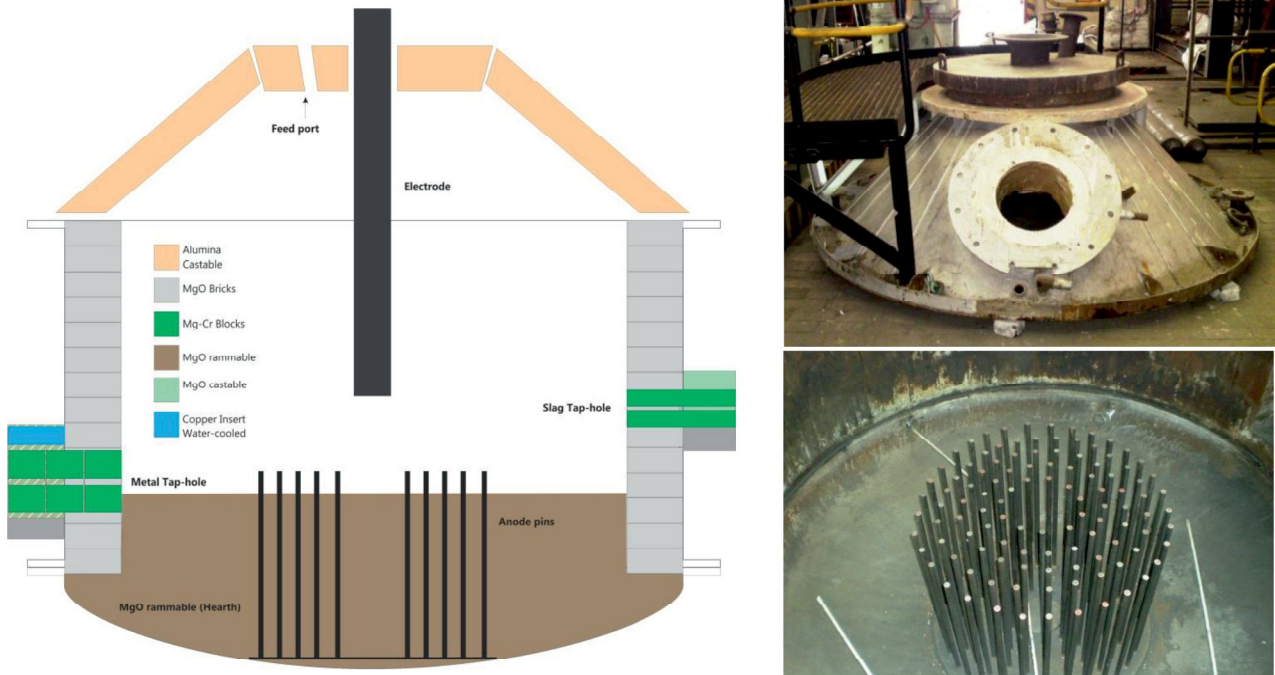 Feed port
Electrode
Alumina
Castable
MgO Bricks
Mg-Cr Blocks
MgO rammable
MgO castable
Copper Insert
Water-cooled
Slag Tap-hole
Metal Tap-hole
Anode pins
MgO rammable (Hearth)